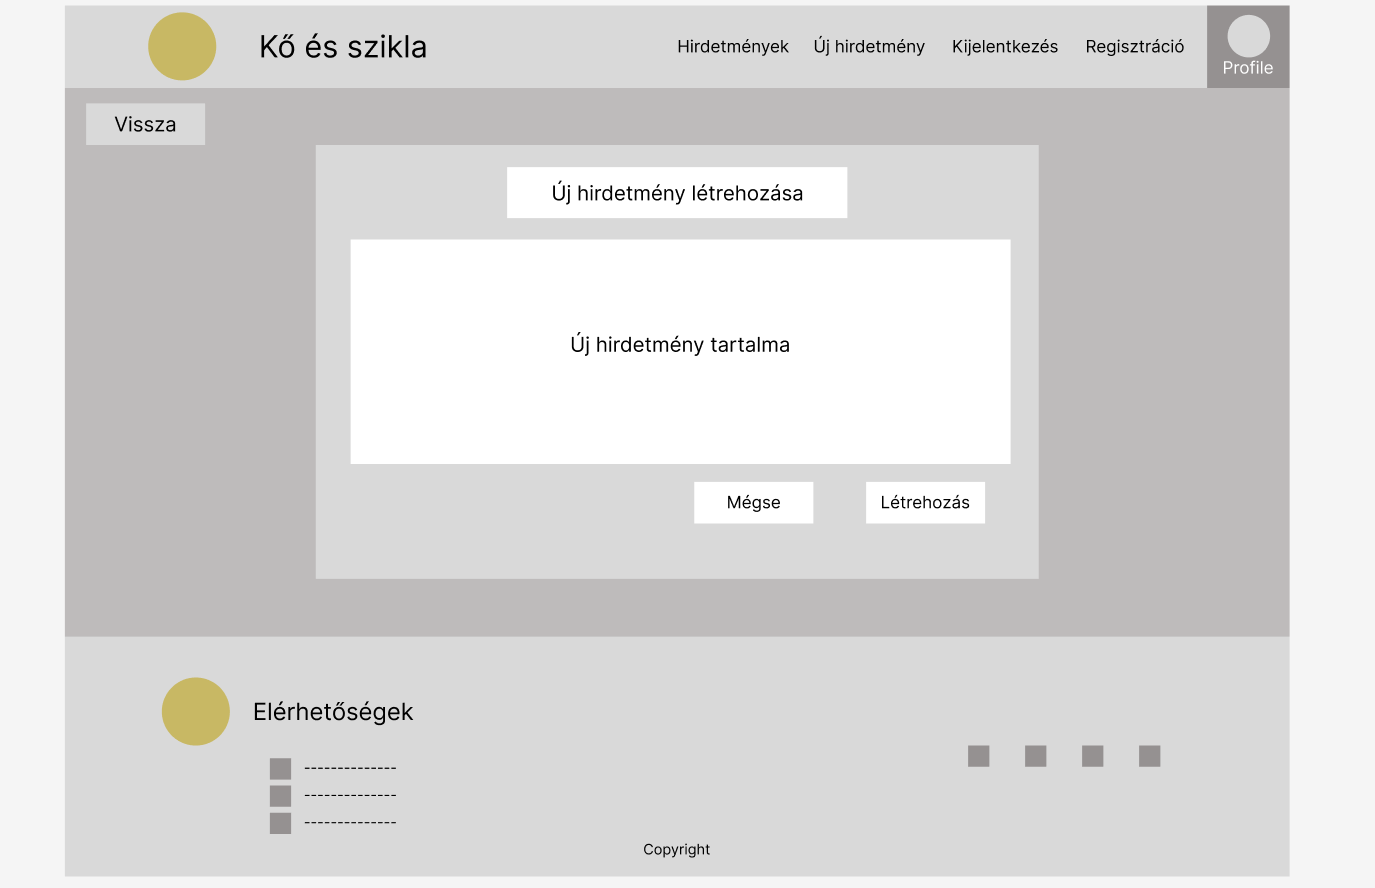 Kő és szikla
Hirdetmények
Új hirdetmény
Kijelentkezés
Regisztráció
Profile
Vissza
Új hirdetmény létrehozása
Új hirdetmény tartalma
Mégse
Létrehozás
Elérhetőségek
--------------
--------------
--------------
Copyright